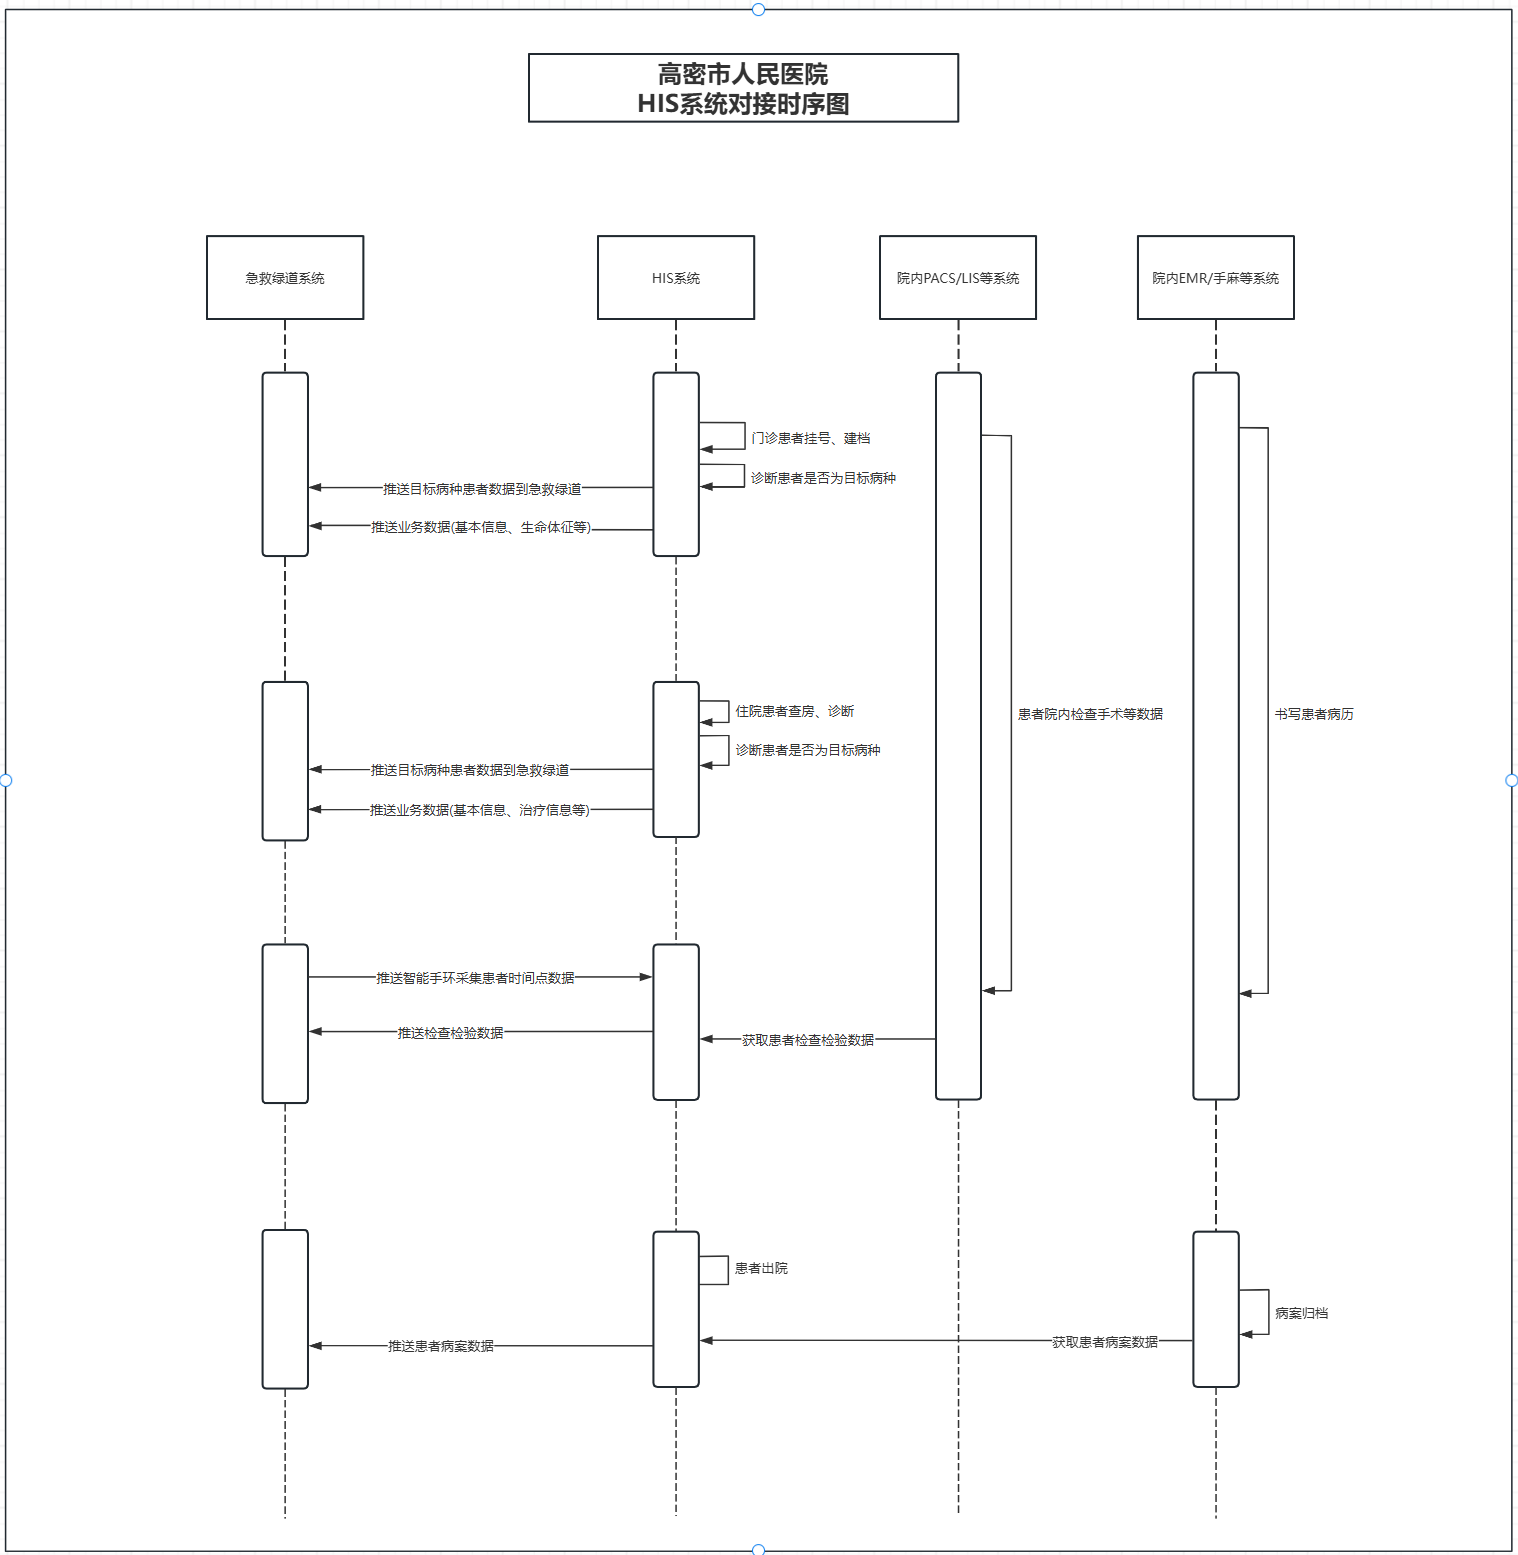 高密市人民医院
HIS系统对接时序图
急救绿道系统
HIS系统
院内PACS/LIS等系统
院内EMR/手麻等系统
门诊患者挂号、建档
诊断患者是否为目标病种
推送目标病种患者数据到急救绿道
推送业务数据(基本信息、生命体征等)
住院患者查房、诊断
患者院内检查手术等数据
书写患者病历
诊断患者是否为目标病种
推送目标病种患者数据到急救绿道
推送业务数据(基本信息、治疗信息等)
推送智能手环采集患者时间点数据
推送检查检验数据
获取患者检查检验数据
患者出院
病案归档
推送患者病案数据
获取患者病案数据